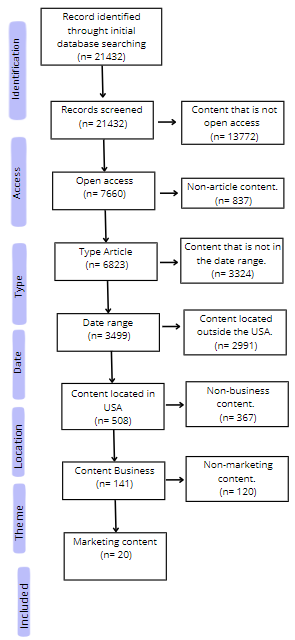 Identification
Record identified
throught initial
database searching
(n= 21432)
Records screened
(n= 21432)
Content that is not
open access
(n= 13772)
Access
Open access
(n= 7660)
Non-article content.
(n= 837)
Type
Type Article
(n= 6823)
Content that is not in
the date range.
(n= 3324)
Date
Date range
(n= 3499)
Content located
outside the USA.
(n= 2991)
Location
Content located in
USA
(n= 508)
Non-business
content.
(n= 367)
Theme
Content Business
(n= 141)
Non-marketing
content.
(n= 120)
Included
Marketing content
(n= 20)